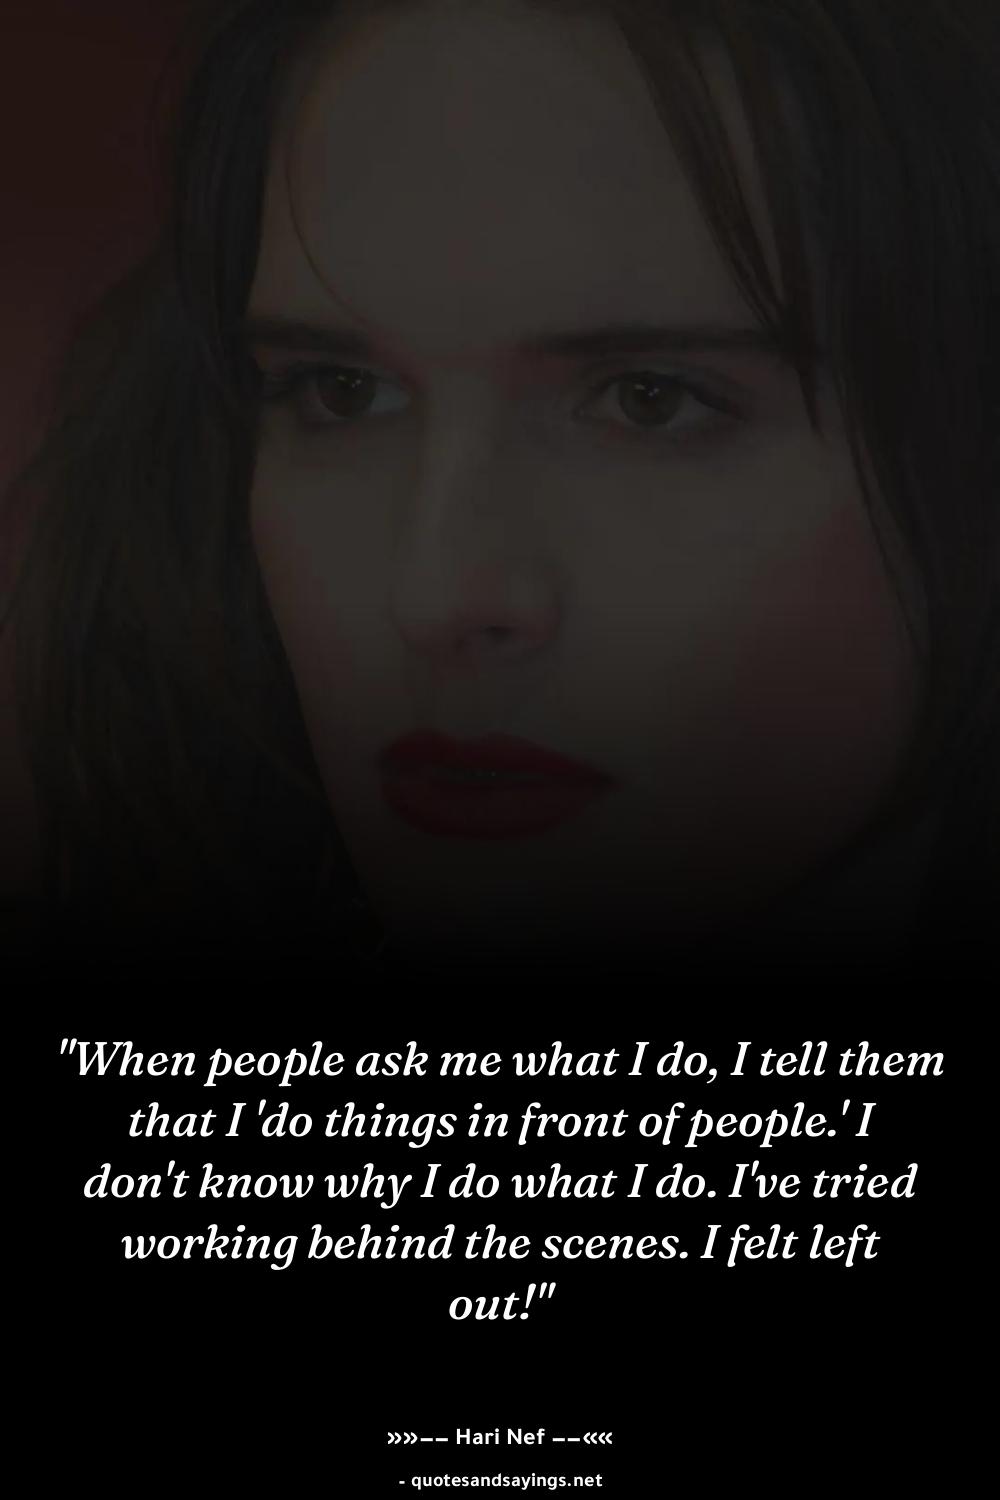 "When people ask me what I do, I tell them
that I 'do things in front of people.' I
don't know why I do what I do. I've tried
working behind the scenes. I felt left
out!"
»»−− Hari Nef −−««
- quotesandsayings.net